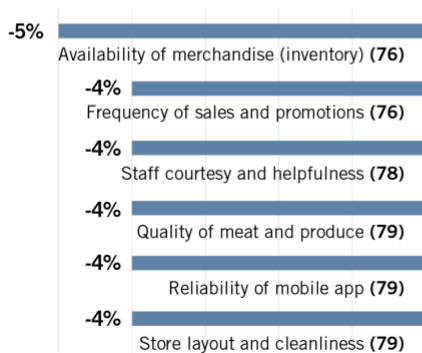 -5%
Availability of merchandise (inventory) (76)
-4%
Frequency of sales and promotions (76)
-4%
Staff courtesy and helpfulness (78)
-4%
Quality of meat and produce (79)
-4%
Reliability of mobile app (79)
-4%
Store layout and cleanliness (79)